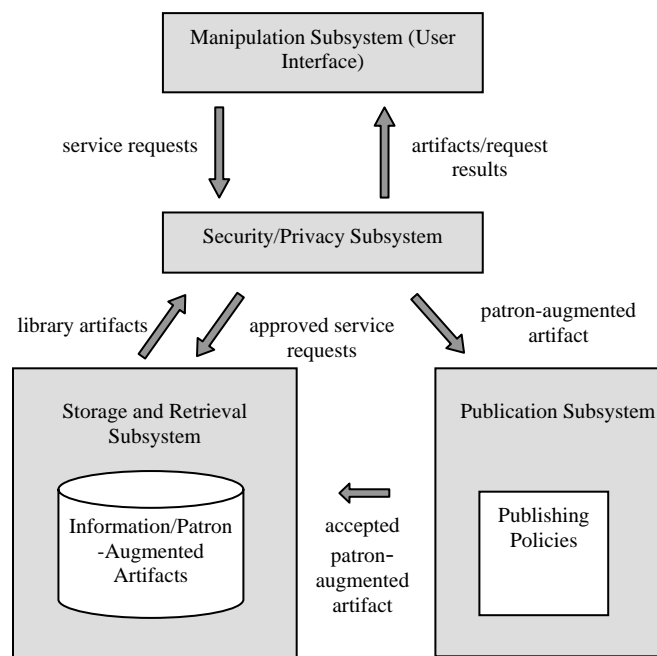 Manipulation Subsystem (User
Interface)
service requests
artifacts/request
results
Security/Privacy Subsystem
library artifacts
approved service
requests
patron-augmented
artifact
Storage and Retrieval
Subsystem
Information/Patron
-Augmented
Artifacts
accepted
patron-
augmented
artifact
Publication Subsystem
Publishing
Policies